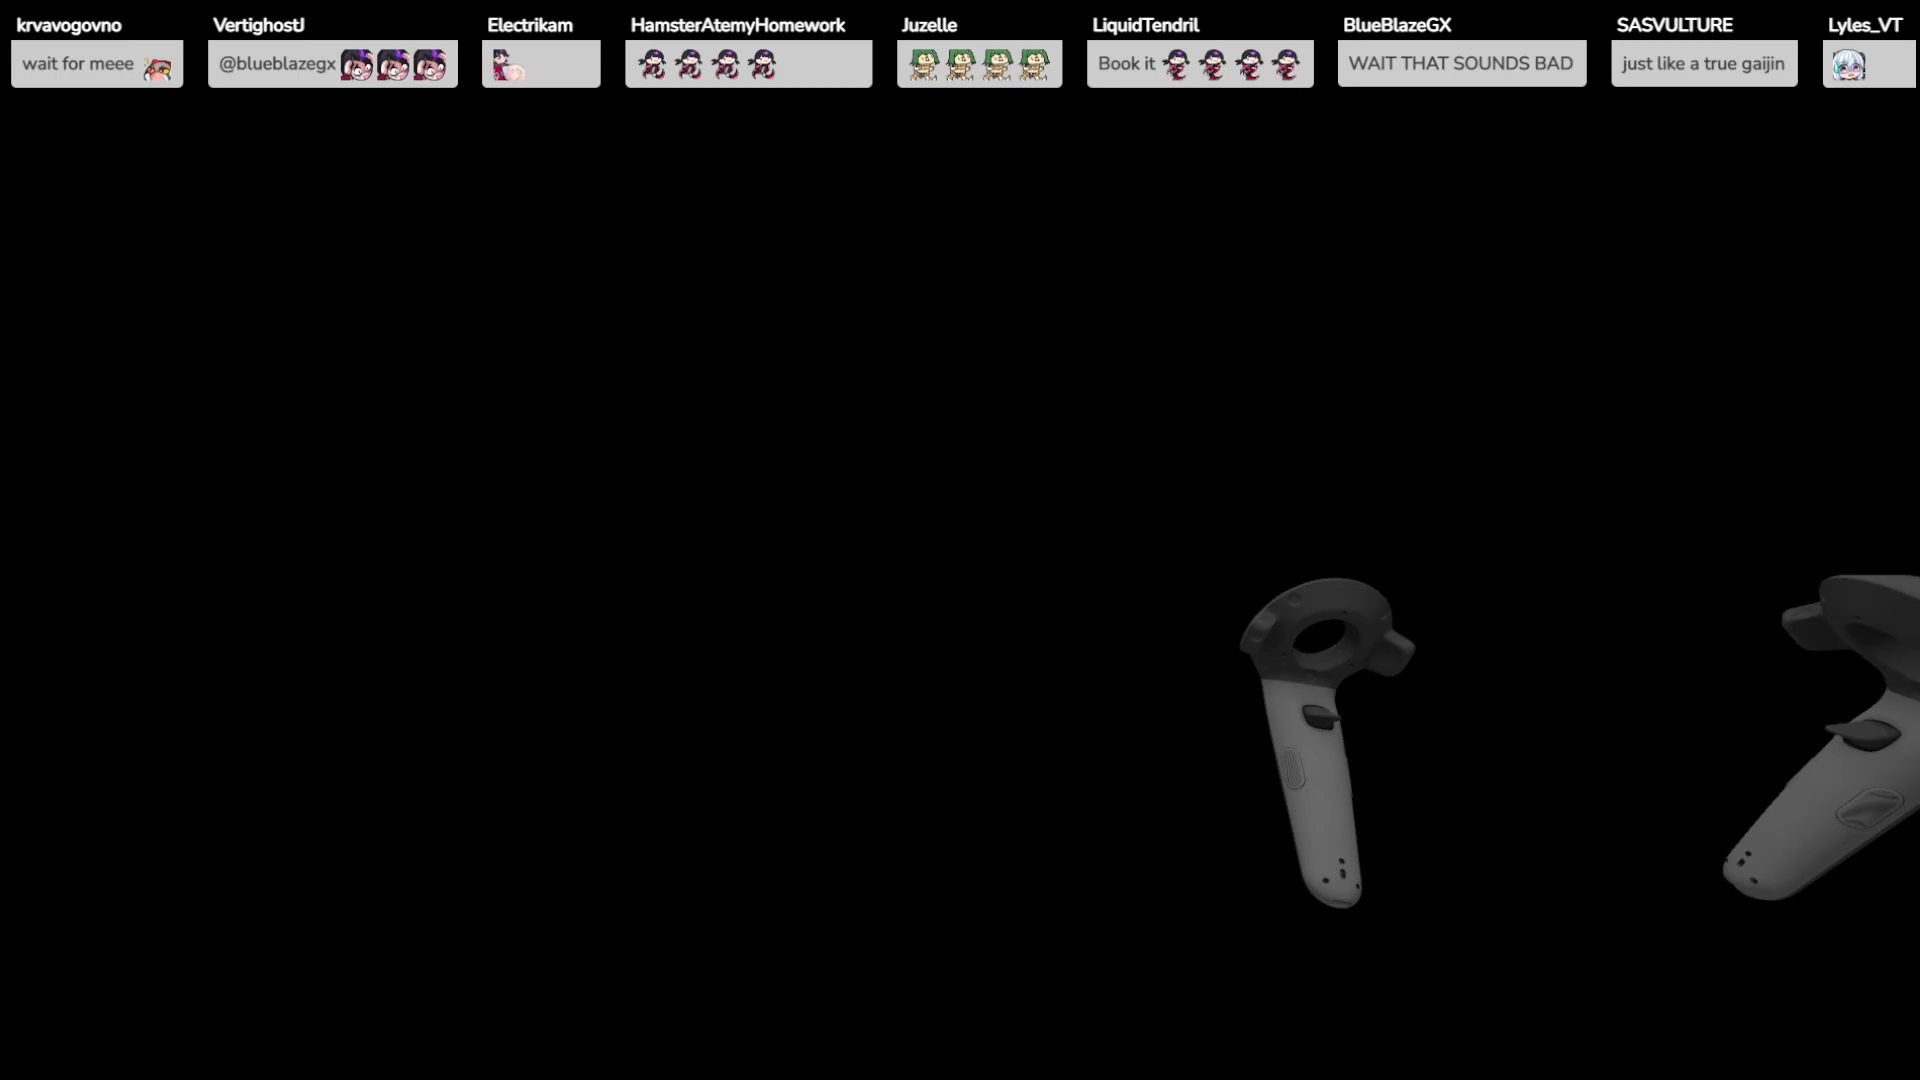 krvavogovno
wait for meee
VertighostJ
@blueblazegx
Electrikam
HamsterAtemyHomework
Juzelle
LiquidTendril
Book it
BlueBlazeGX
WAIT THAT SOUNDS BAD
SASVULTURE
just like a true gaijin
Lyles_VT